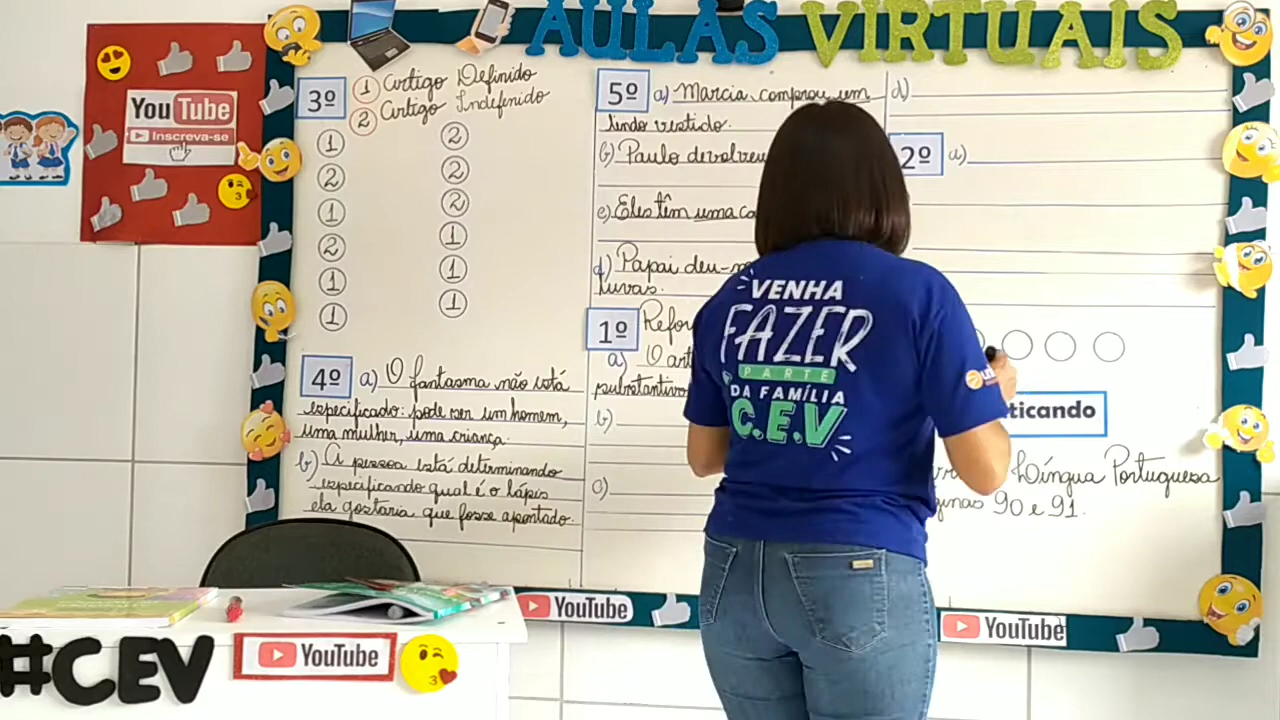 AULAS VIRTUAIS
YouTube
Inscreva-se
3º
1 Artigo Definido
2 Artigo Indefenido
1 2
2 2
1 2
2 1
1 1
1 1
4º a) O fantasma não está
especificado: pode ser um homem,
uma mulher, uma criança.
b) A pessoa está determinando
especificando qual é o lápis
ela gostaria que fosse apontado.
5º a) Marcia comprou um
lindo vestido.
b) Paulo devolveu
c) Eles têm uma
d) Papai deu-
luvas.
1º
a) O
substantivo
b)
c)
d)
2º a)
ticando
Língua Portuguesa
90 e 91.
VENHA
FAZER
PARTE
DA FAMÍLIA
C.E.V
#CEV
YouTube
YouTube
YouTube